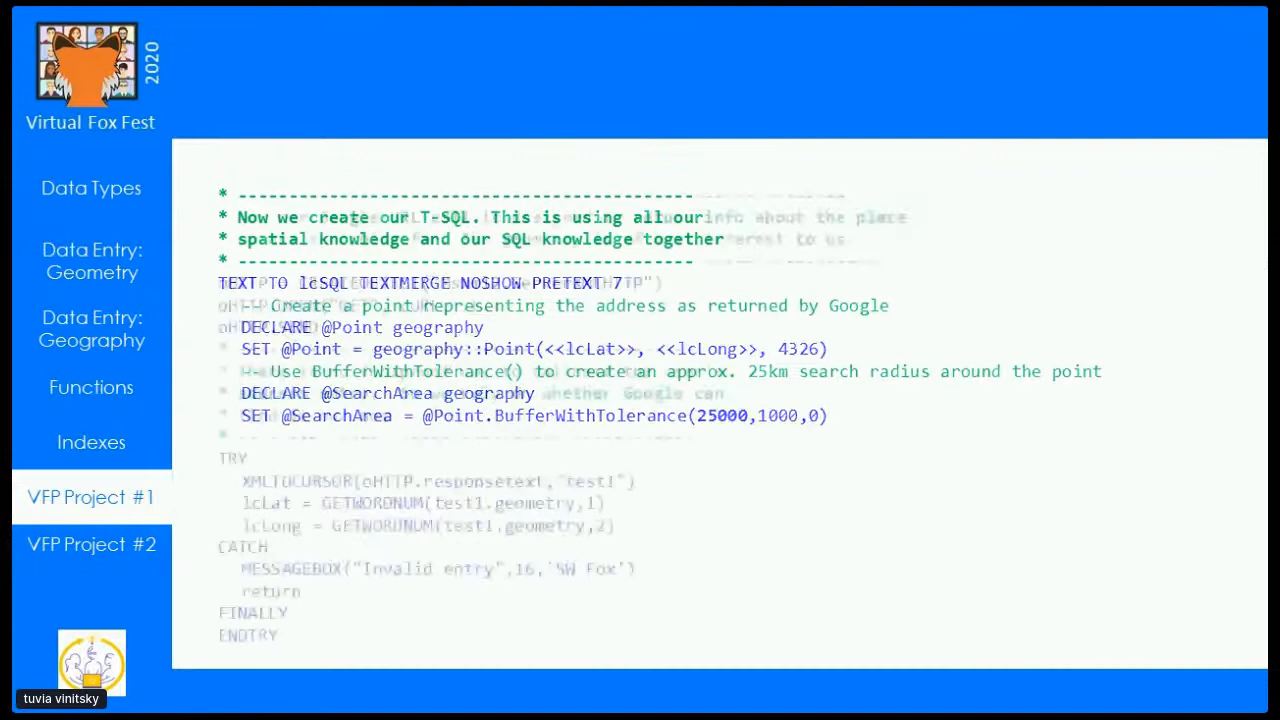 2020
Virtual Fox Fest
Data Types
Data Entry:
Geometry
Data Entry:
Geography
Functions
Indexes
VFP Project #1
VFP Project #2
tuvia vinitsky
* -----------------------------------------------
* Now we create our T-SQL. This is using all our
* spatial knowledge and our SQL knowledge together
* -----------------------------------------------
TEXT TO lcSQL TEXTMERGE NOSHOW PRETEXT 7
-- Create a point representing the address as returned by Google
DECLARE @Point geography
SET @Point = geography::Point(<<lcLat>>, <<lcLong>>, 4326)
-- Use BufferWithTolerance() to create an approx. 25km search radius around the point
DECLARE @SearchArea geography
SET @SearchArea = @Point.BufferWithTolerance(25000,1000,0)
TRY
XMLTOCURSOR(oHTTP.responsetext,"test1")
lcLat = GETWORDNUM(test1.geometry,1)
lcLong = GETWORDNUM(test1.geometry,2)
CATCH
MESSAGEBOX("Invalid entry",16,'SW Fox')
return
FINALLY
ENDTRY
info about the place